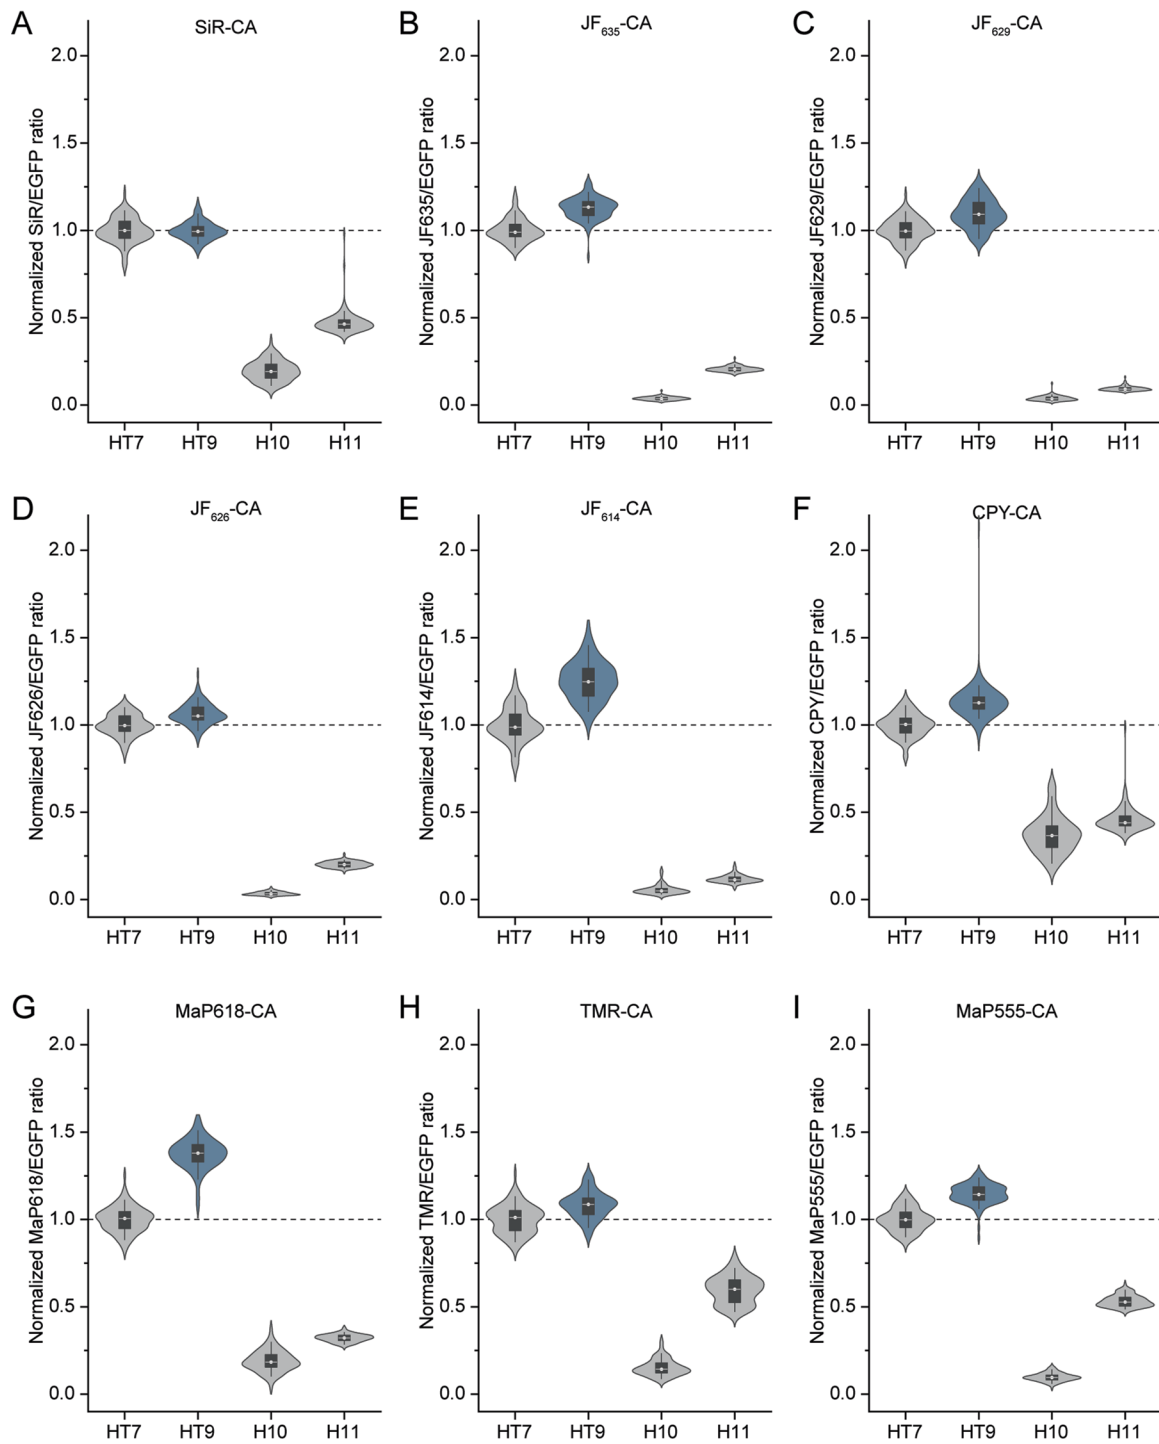 A
SiR-CA
Normalized SiR/EGFP ratio
2.0
1.5
1.0
0.5
0.0
HT7 HT9 H10 H11
B
JF635-CA
Normalized JF635/EGFP ratio
2.0
1.5
1.0
0.5
0.0
HT7 HT9 H10 H11
C
JF629-CA
Normalized JF629/EGFP ratio
2.0
1.5
1.0
0.5
0.0
HT7 HT9 H10 H11
D
JF626-CA
Normalized JF626/EGFP ratio
2.0
1.5
1.0
0.5
0.0
HT7 HT9 H10 H11
E
JF614-CA
Normalized JF614/EGFP ratio
2.0
1.5
1.0
0.5
0.0
HT7 HT9 H10 H11
F
CPY-CA
Normalized CPY/EGFP ratio
2.0
1.5
1.0
0.5
0.0
HT7 HT9 H10 H11
G
MaP618-CA
Normalized MaP618/EGFP ratio
2.0
1.5
1.0
0.5
0.0
HT7 HT9 H10 H11
H
TMR-CA
Normalized TMR/EGFP ratio
2.0
1.5
1.0
0.5
0.0
HT7 HT9 H10 H11
I
MaP555-CA
Normalized MaP555/EGFP ratio
2.0
1.5
1.0
0.5
0.0
HT7 HT9 H10 H11